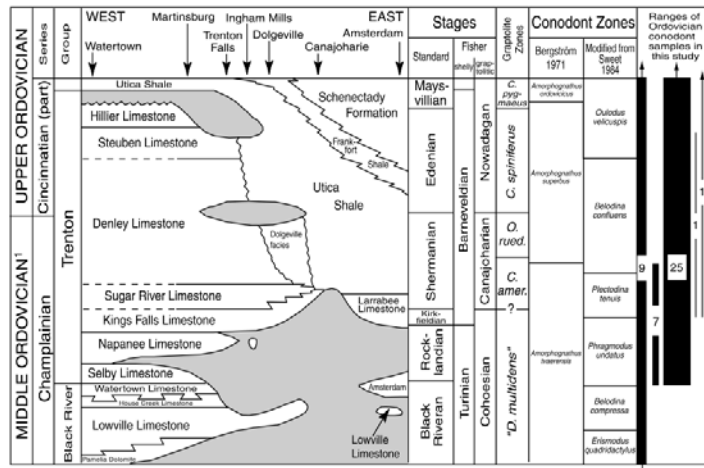 WEST
Martinsburg
Ingham Mills
EAST
Watertown
Trenton
Falls
Dolgeville
Canajoharie
Amsterdam
Series
Group
Stages
Standard
Fisher
shelly
graptolitic
Graptolite
Zones
Conodont Zones
Bergström
1971
Modified from
Sweet
1984
Ranges of
Ordovician
conodont
samples in
this study
UPPER ORDOVICIAN
MIDDLE ORDOVICIAN¹
Cincinnatian (part)
Champlainian
Trenton
Black River
Utica Shale
Hillier Limestone
Steuben Limestone
Denley Limestone
Sugar River Limestone
Kings Falls Limestone
Napanee Limestone
Selby Limestone
Watertown Limestone
House Creek Limestone
Lowville Limestone
Pamelia Dolomite
Schenectady
Formation
Frankfort
Shale
Utica
Shale
Dolgeville
facies
Larrabee
Limestone
Amsterdam
Lowville
Limestone
Mays-
villian
Edenian
Shermanian
Kirk-
fieldian
Rock-
landian
Black
Riveran
Barneveldian
Turinian
Nowadagan
Canajoharian
Cohoesian
C. pyg-
maeus
C. spiniferus
O.
rued.
C.
amer.
?
"D. multidens"
Amorphognathus
ordovicicus
Amorphognathus
superbus
Amorphognathus
tvaerensis
Oulodus
velicuspis
Belodina
confluens
Plectodina
tenuis
Phragmodus
undatus
Belodina
compressa
Erismodus
quadridactylus
9
7
25
1
1